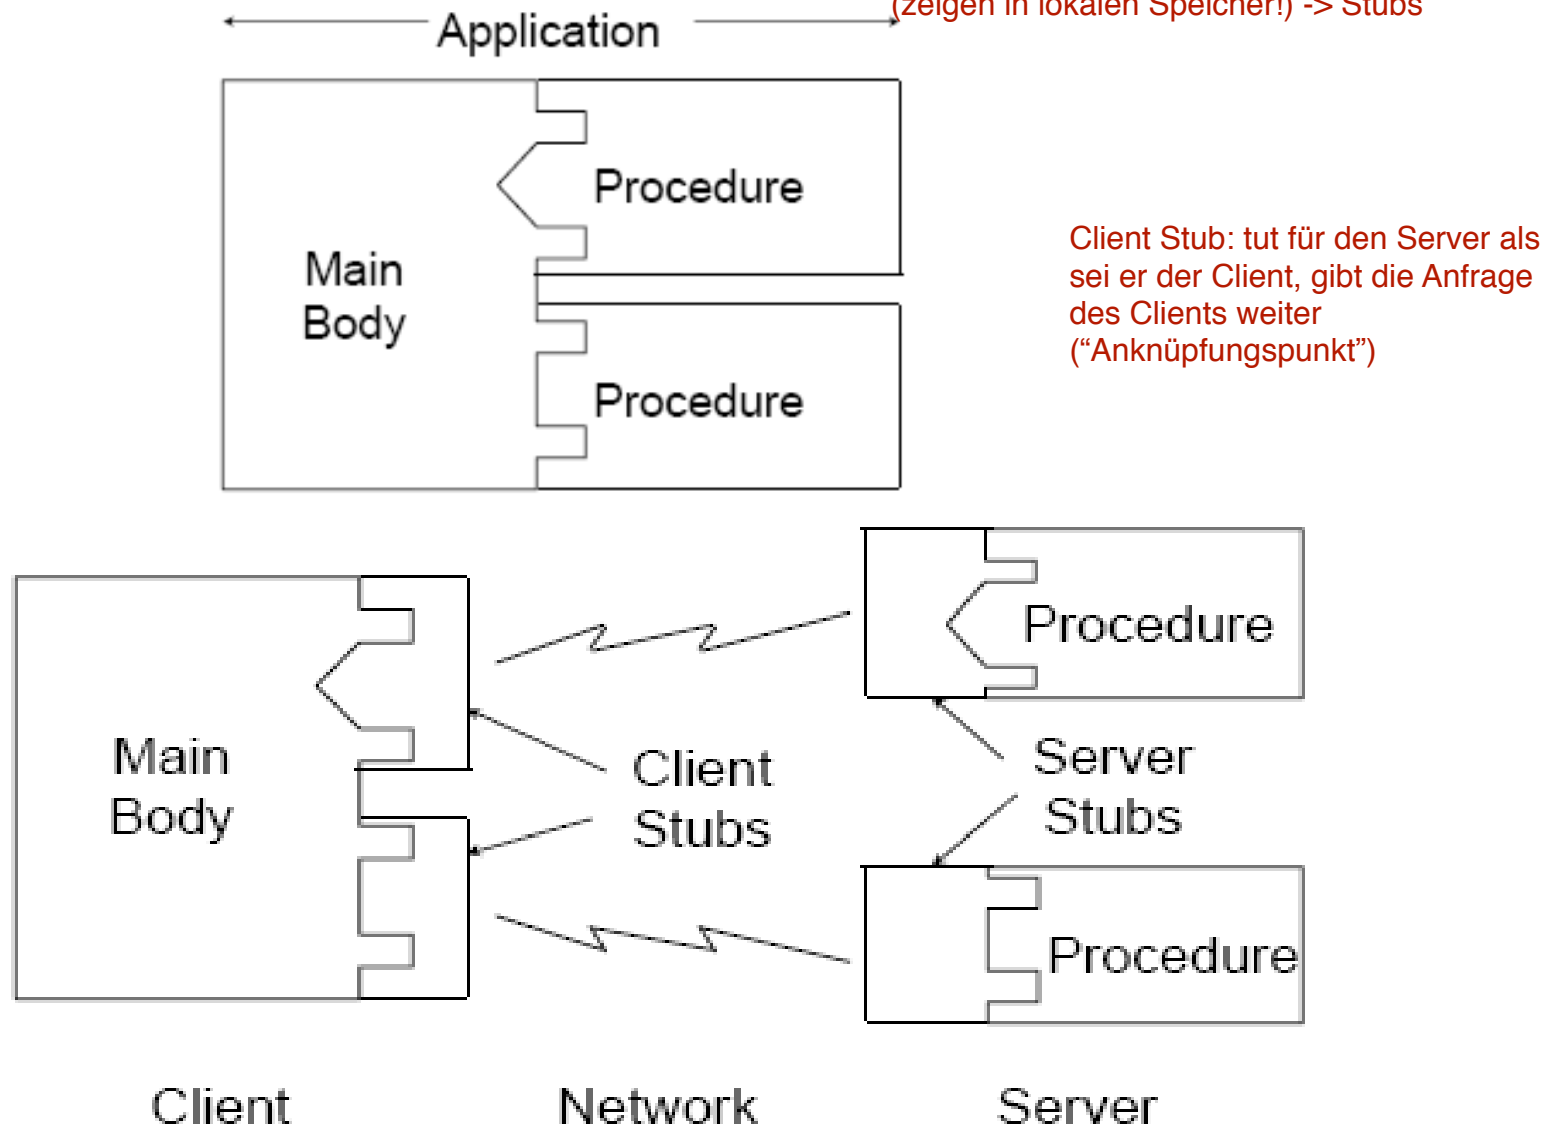 (zeigen in lokalen Speicher!) -> Stubs
Application
Procedure
Main
Body
Procedure
Client Stub: tut für den Server als
sei er der Client, gibt die Anfrage
des Clients weiter
(“Anknüpfungspunkt”)
Procedure
Main
Body
Client
Stubs
Server
Stubs
Procedure
Client
Network
Server